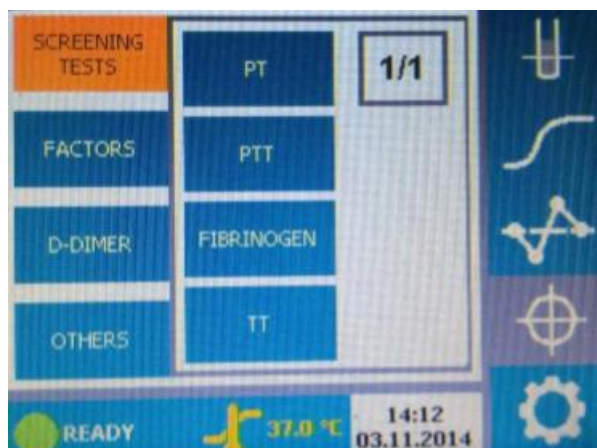 SCREENING
TESTS
FACTORS
D-DIMER
OTHERS
PT
PTT
FIBRINOGEN
TT
1/1
READY
37.0 °C
14:12
03.11.2014